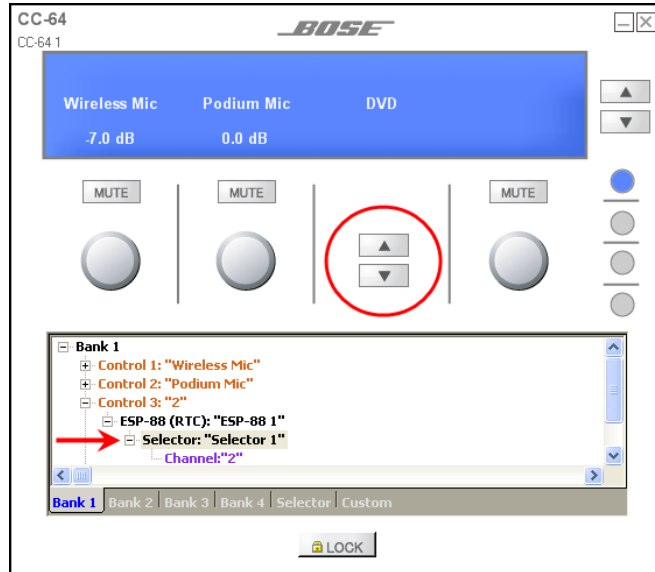 CC-64
BOSE
CC-64 1
Wireless Mic Podium Mic DVD
-7.0 dB 0.0 dB
MUTE MUTE MUTE
Bank 1
Control 1: "Wireless Mic"
Control 2: "Podium Mic"
Control 3: "2"
ESP-88 (RTC): "ESP-88 1"
Selector: "Selector 1"
Channel:"2"
Bank 1 Bank 2 Bank 3 Bank 4 Selector Custom
LOCK